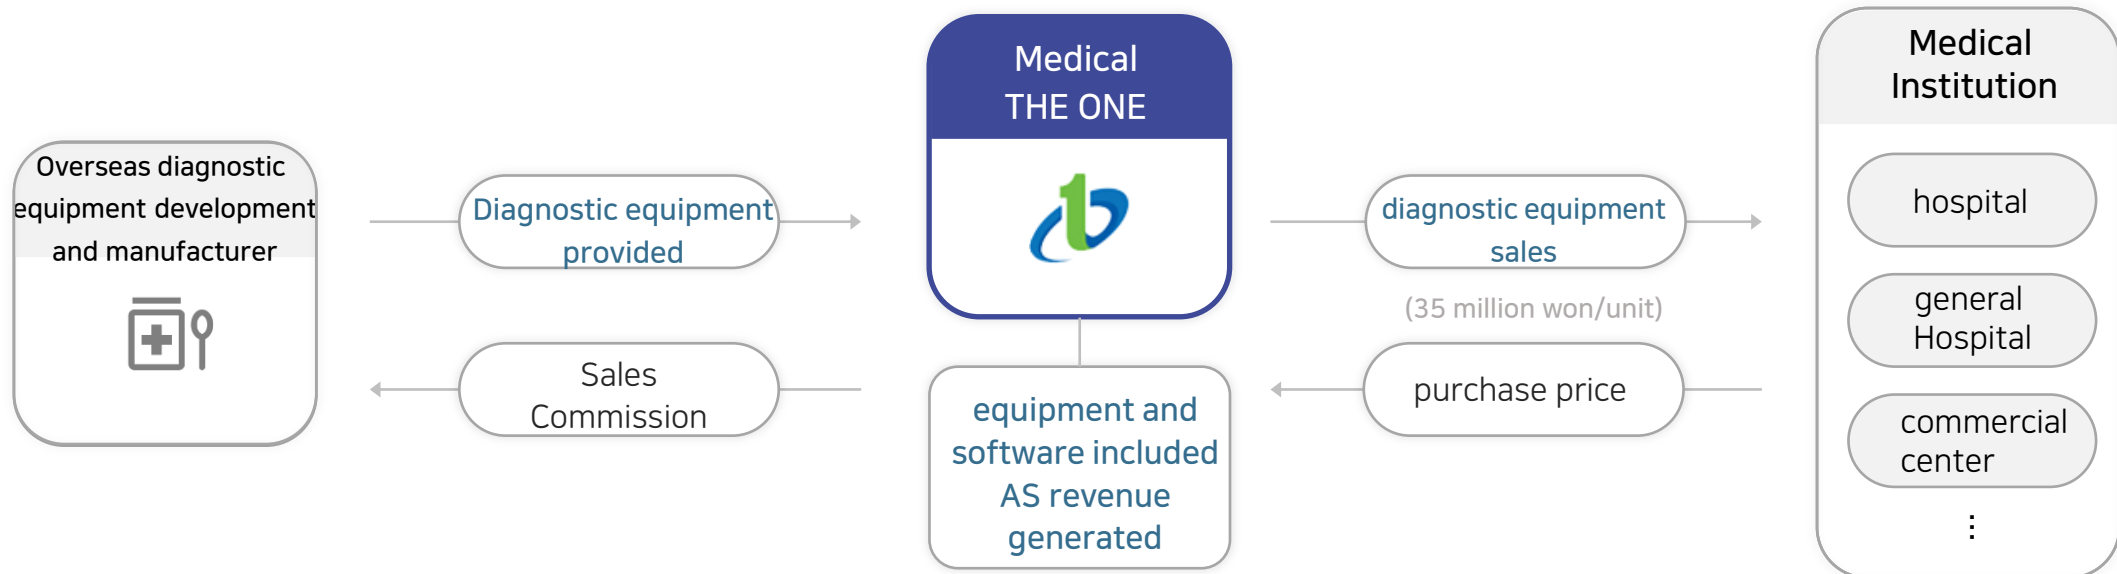 Overseas diagnostic
equipment development
and manufacturer
Diagnostic equipment
provided
Sales
Commission
Medical
THE ONE
equipment and
software included
AS revenue
generated
diagnostic equipment
sales
(35 million won/unit)
purchase price
Medical
Institution
hospital
general
Hospital
commercial
center
⋮